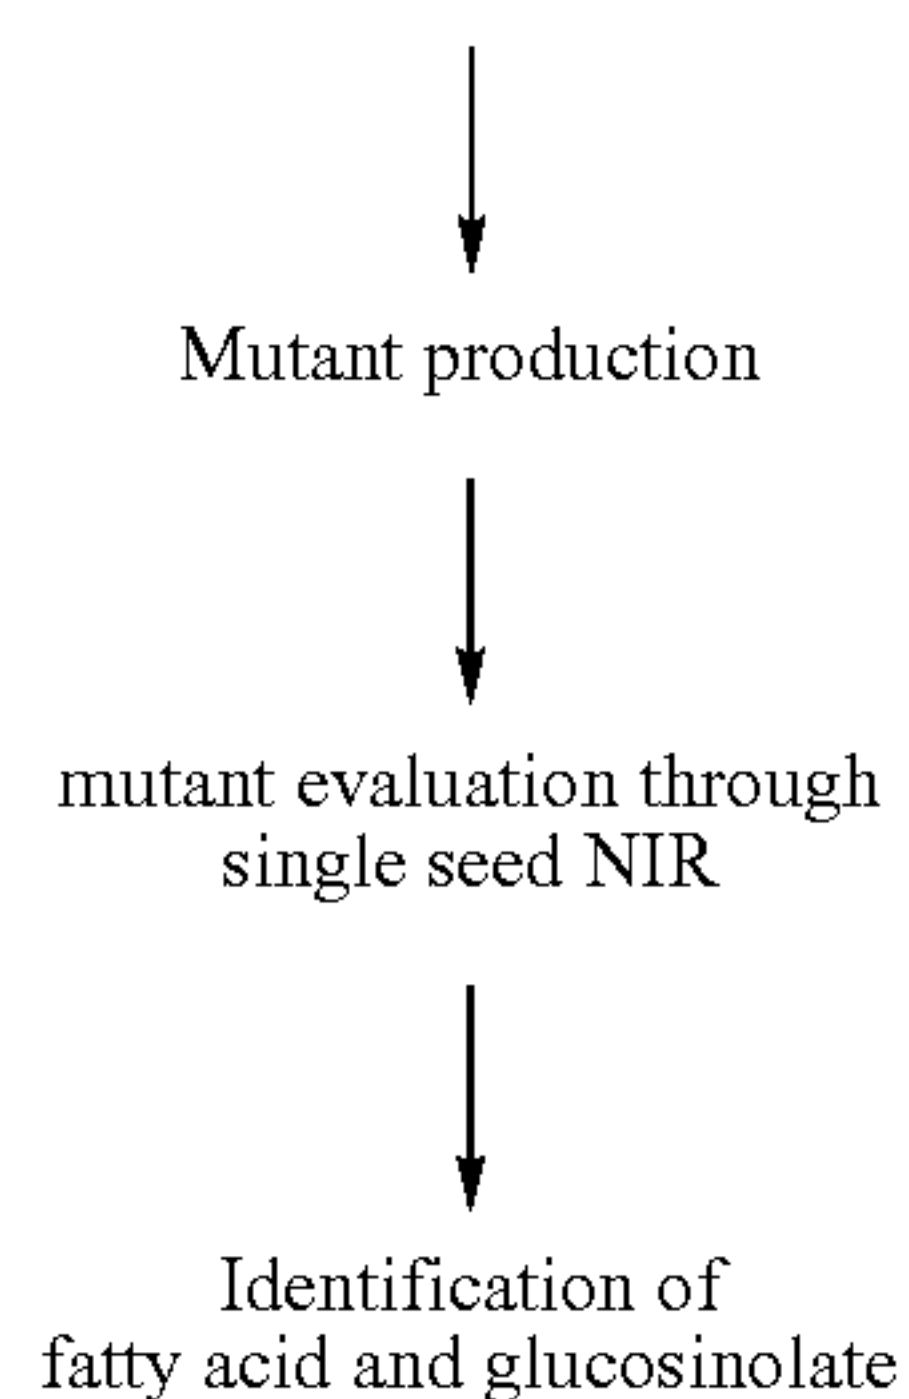 Mutant production
mutant evaluation through
single seed NIR
Identification of
fatty acid and glucosinolate